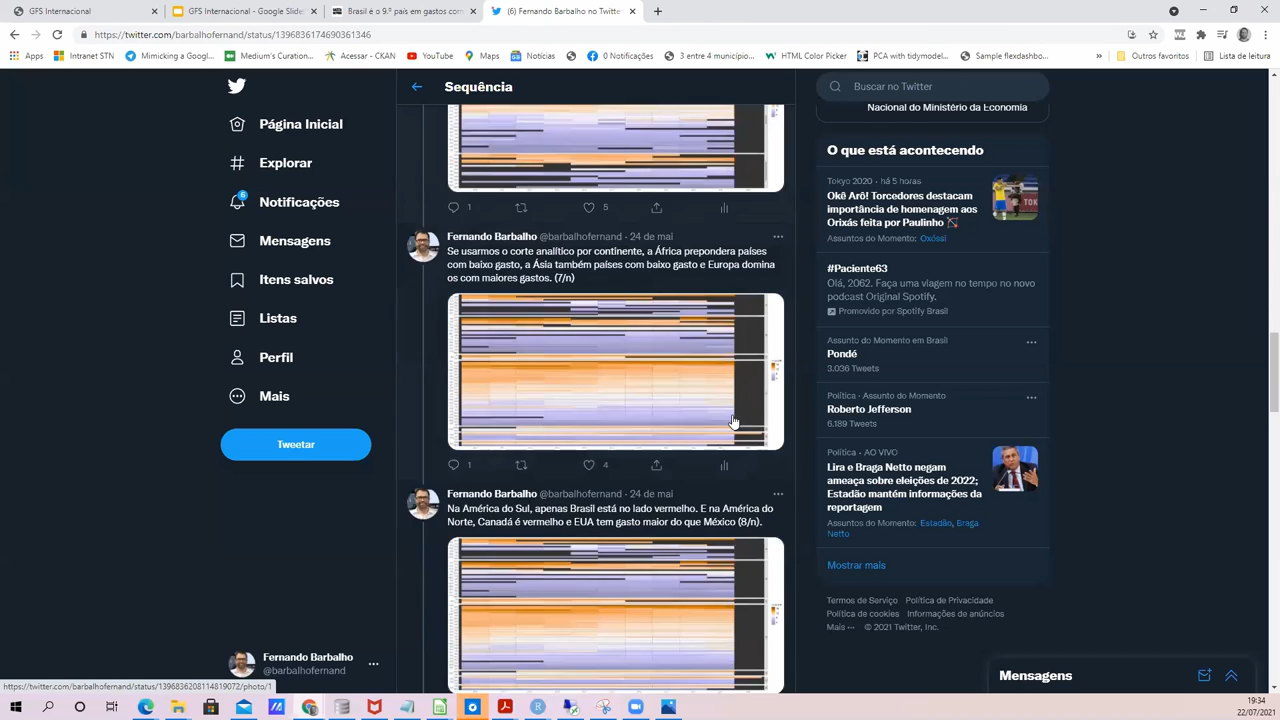 GFS Internacional
GFS Internacional - Google Slide
Brasil é o 9.º país em gastos com
(6) Fernando Barbalho no Twitte
https://twitter.com/barbalhofernand/status/1396836174690361346
Apps
Intranet STN
Mimicking a Googl...
Medium's Curation...
Acessar - CKAN
YouTube
Notícias
0 Notificações
3 entre 4 município...
HTML Color Picker
PCA with tidymodel...
Sample flexdashbo...
»
Outros favoritos
Lista de leitura
Página Inicial
Explorar
6
Notificações
Mensagens
Itens salvos
Listas
Perfil
Mais
Tweetar
Fernando Barbalho
@barbalhofernand
Sequência
1
5
Fernando Barbalho @barbalhofernand · 24 de mai
Se usarmos o corte analítico por continente, a África prepondera países
com baixo gasto, a Ásia também países com baixo gasto e Europa domina
os com maiores gastos. (7/n)
1
4
Fernando Barbalho @barbalhofernand · 24 de mai
Na América do Sul, apenas Brasil está no lado vermelho. E na América do
Norte, Canadá é vermelho e EUA tem gasto maior do que México (8/n).
Buscar no Twitter
Nacional do Ministério da Economia
O que está acontecendo
Tokyo 2020 · há 5 horas
Okê Arô! Torcedores destacam
importância de homenagem aos
Orixás feita por Paulinho
Assuntos do Momento: Oxóssi
#Paciente63
Olá, 2062. Faça uma viagem no tempo no novo
podcast Original Spotify.
Promovido por Spotify Brasil
Assunto do Momento em Brasil
Pondé
3.036 Tweets
Política · Assunto do Momento
Roberto Jefferson
6.189 Tweets
Política · AO VIVO
Lira e Braga Netto negam
ameaça sobre eleições de 2022;
Estadão mantém informações da
reportagem
Assuntos do Momento: Estadão, Braga
Netto
Mostrar mais
Termos de Serviço Política de Privacidade
Política de cookies Informações de anúncios
Mais ··· © 2021 Twitter, Inc.
Mensagens
https://twitter.com/barbalhofernand/status/1396836208114819072/photo/1
19:34
22/07/2021